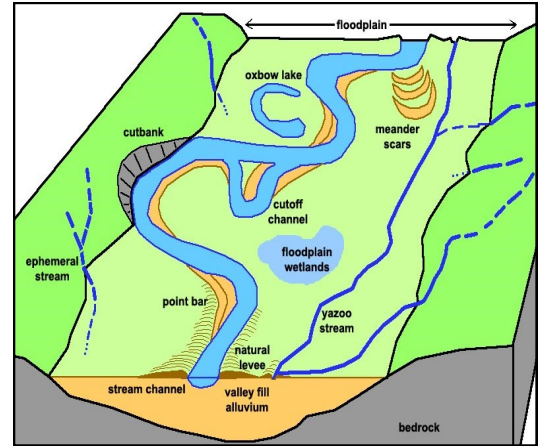 floodplain
oxbow lake
meander
scars
cutbank
cutoff
channel
ephemeral
stream
floodplain
wetlands
point bar
yazoo
stream
natural
levee
stream channel
valley fill
alluvium
bedrock